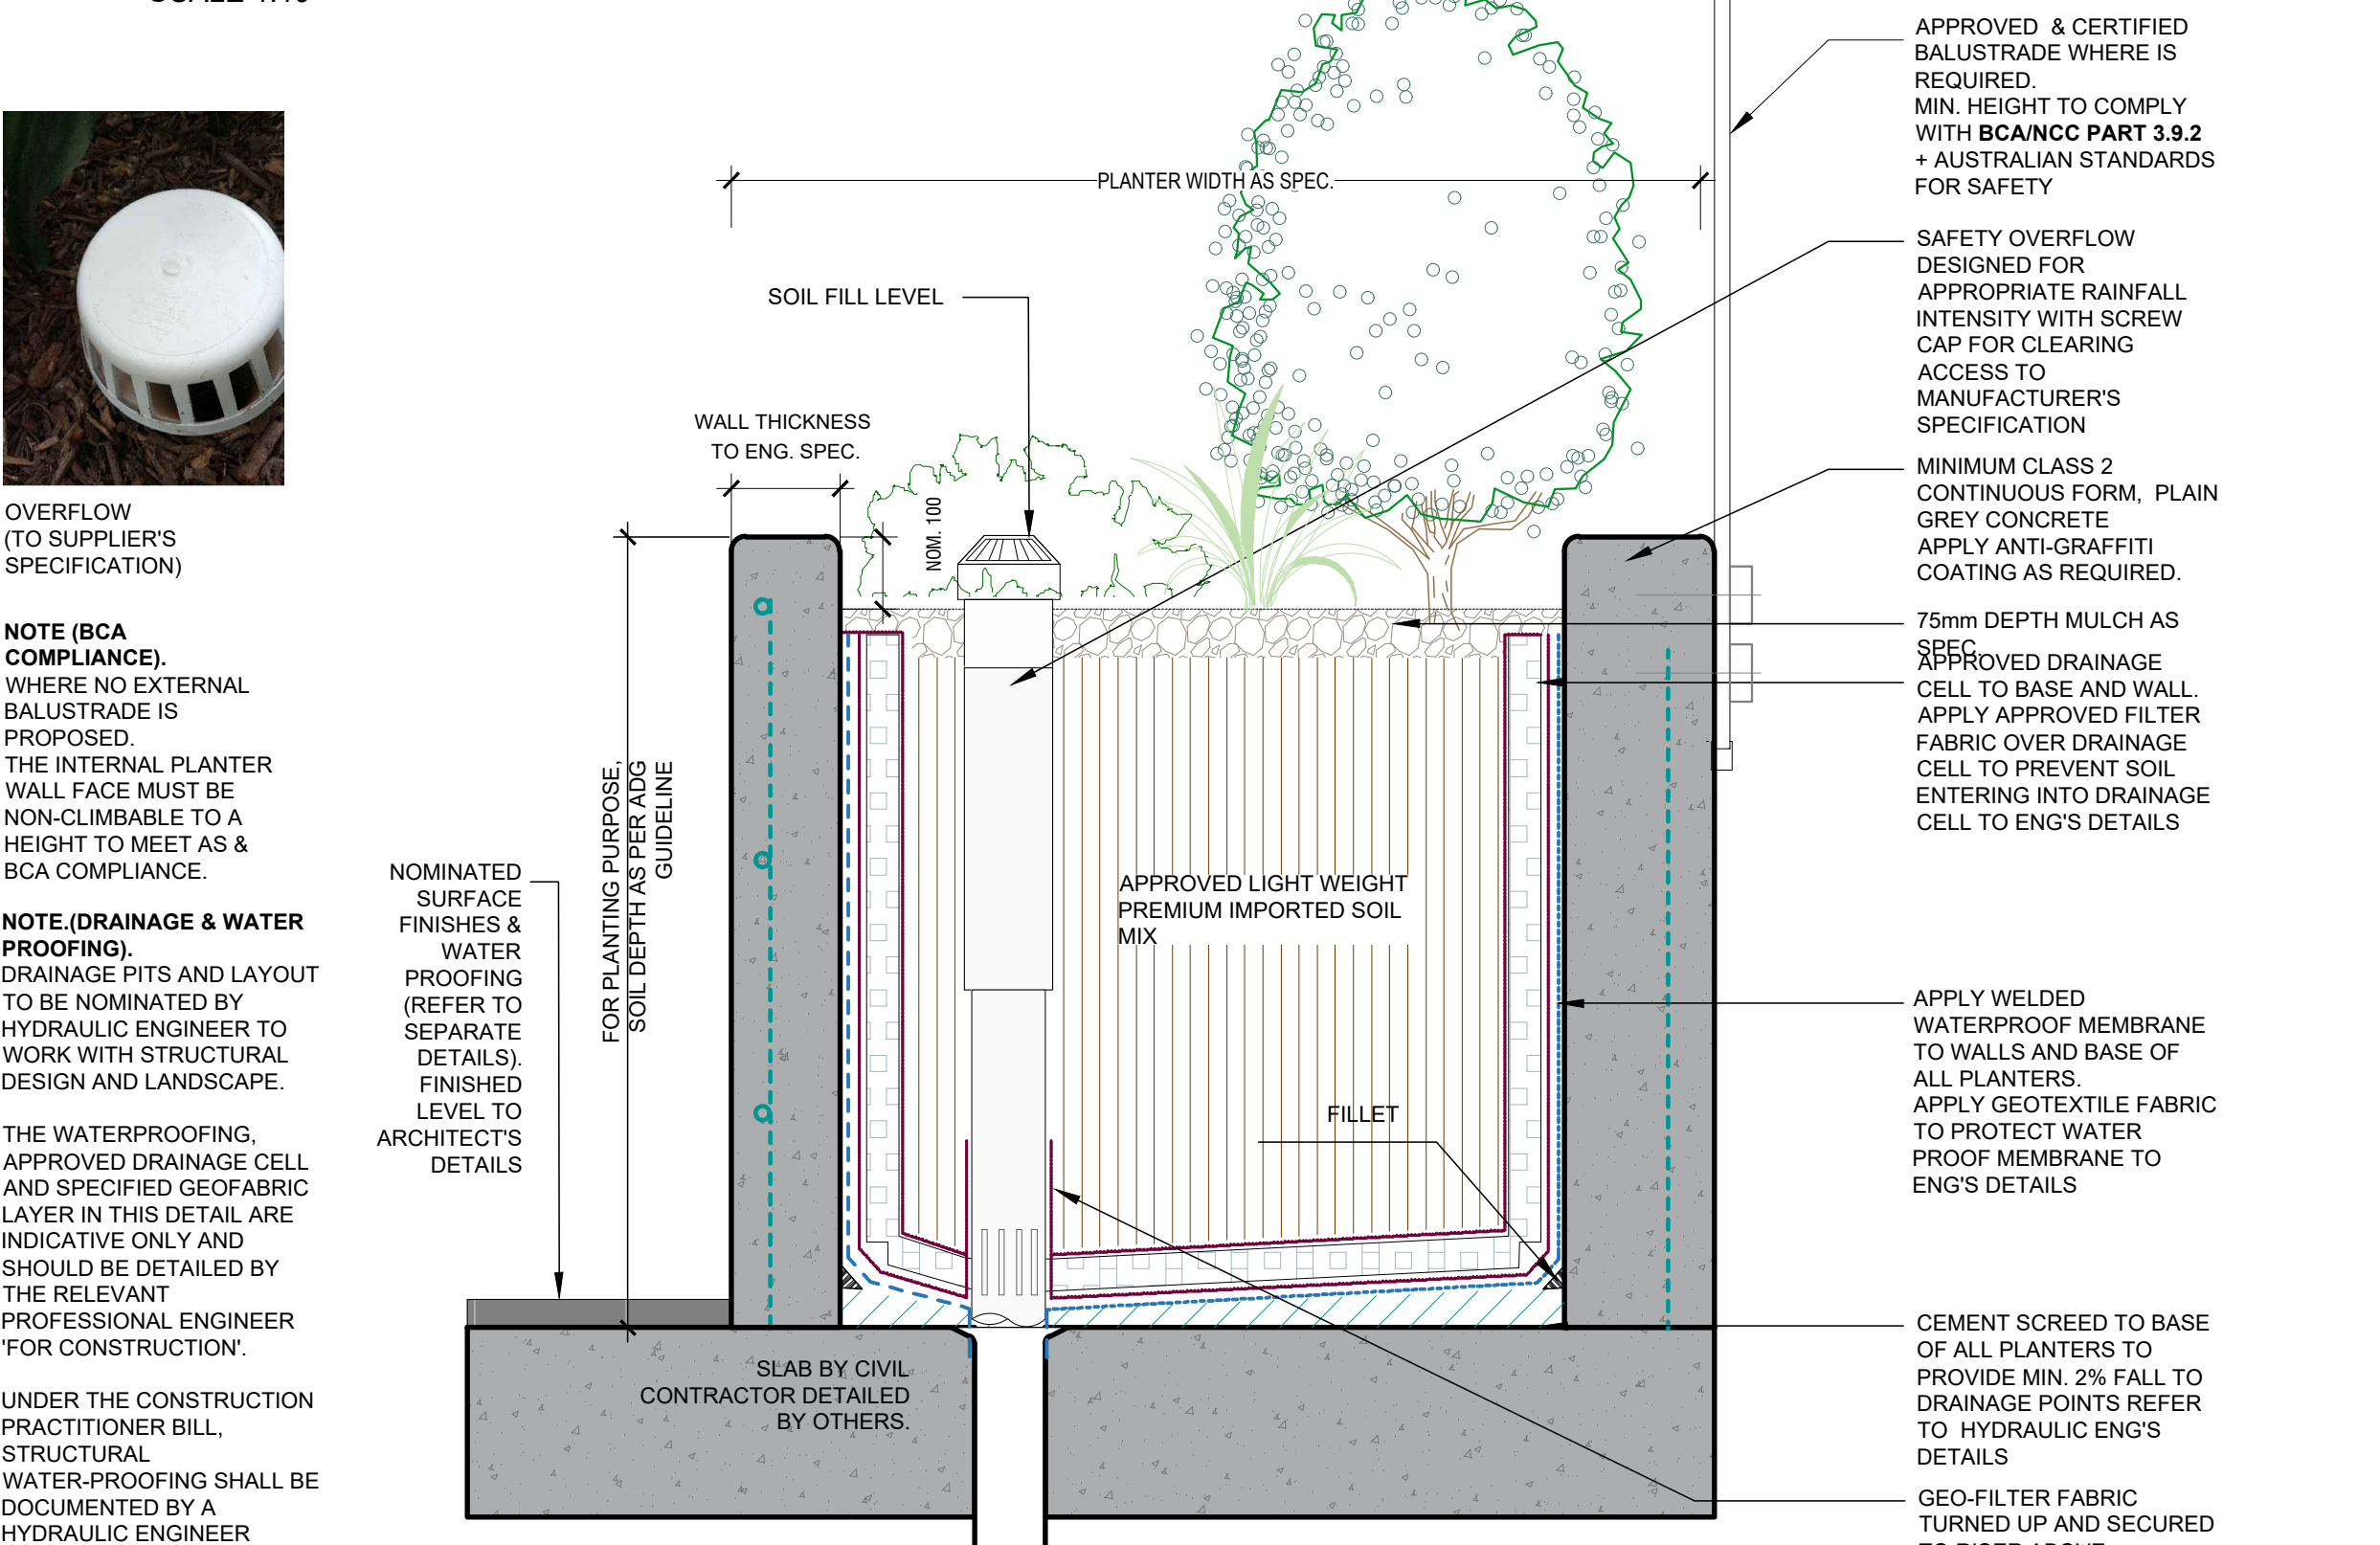 SCALE 1:10
OVERFLOW
(TO SUPPLIER'S
SPECIFICATION)
NOTE (BCA
COMPLIANCE).
WHERE NO EXTERNAL
BALUSTRADE IS
PROPOSED.
THE INTERNAL PLANTER
WALL FACE MUST BE
NON-CLIMBABLE TO A
HEIGHT TO MEET AS &
BCA COMPLIANCE.
NOTE.(DRAINAGE & WATER
PROOFING).
DRAINAGE PITS AND LAYOUT
TO BE NOMINATED BY
HYDRAULIC ENGINEER TO
WORK WITH STRUCTURAL
DESIGN AND LANDSCAPE.
THE WATERPROOFING,
APPROVED DRAINAGE CELL
AND SPECIFIED GEOFABRIC
LAYER IN THIS DETAIL ARE
INDICATIVE ONLY AND
SHOULD BE DETAILED BY
THE RELEVANT
PROFESSIONAL ENGINEER
'FOR CONSTRUCTION'.
UNDER THE CONSTRUCTION
PRACTITIONER BILL,
STRUCTURAL
WATER-PROOFING SHALL BE
DOCUMENTED BY A
HYDRAULIC ENGINEER
NOMINATED
SURFACE
FINISHES &
WATER
PROOFING
(REFER TO
SEPARATE
DETAILS).
FINISHED
LEVEL TO
ARCHITECT'S
DETAILS
PLANTER WIDTH AS SPEC.
SOIL FILL LEVEL
WALL THICKNESS
TO ENG. SPEC.
NOM. 100
FOR PLANTING PURPOSE,
SOIL DEPTH AS PER ADG
GUIDELINE
APPROVED LIGHT WEIGHT
PREMIUM IMPORTED SOIL
MIX
FILLET
SLAB BY CIVIL
CONTRACTOR DETAILED
BY OTHERS.
APPROVED & CERTIFIED
BALUSTRADE WHERE IS
REQUIRED.
MIN. HEIGHT TO COMPLY
WITH BCA/NCC PART 3.9.2
+ AUSTRALIAN STANDARDS
FOR SAFETY
SAFETY OVERFLOW
DESIGNED FOR
APPROPRIATE RAINFALL
INTENSITY WITH SCREW
CAP FOR CLEARING
ACCESS TO
MANUFACTURER'S
SPECIFICATION
MINIMUM CLASS 2
CONTINUOUS FORM, PLAIN
GREY CONCRETE
APPLY ANTI-GRAFFITI
COATING AS REQUIRED.
75mm DEPTH MULCH AS
SPEC.
APPROVED DRAINAGE
CELL TO BASE AND WALL.
APPLY APPROVED FILTER
FABRIC OVER DRAINAGE
CELL TO PREVENT SOIL
ENTERING INTO DRAINAGE
CELL TO ENG'S DETAILS
APPLY WELDED
WATERPROOF MEMBRANE
TO WALLS AND BASE OF
ALL PLANTERS.
APPLY GEOTEXTILE FABRIC
TO PROTECT WATER
PROOF MEMBRANE TO
ENG'S DETAILS
CEMENT SCREED TO BASE
OF ALL PLANTERS TO
PROVIDE MIN. 2% FALL TO
DRAINAGE POINTS REFER
TO HYDRAULIC ENG'S
DETAILS
GEO-FILTER FABRIC
TURNED UP AND SECURED
TO RISER ABOVE